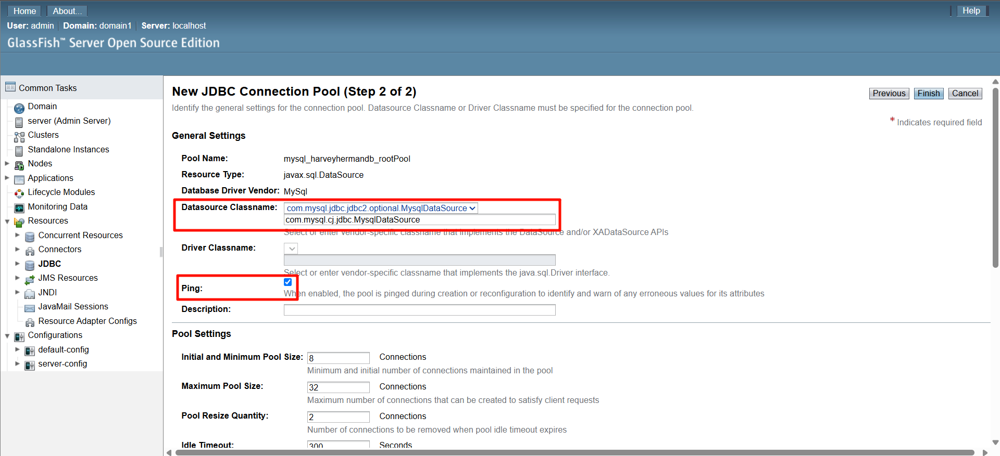 Home
About...
Help
User: admin
Domain: domain1
Server: localhost
GlassFish™ Server Open Source Edition
Common Tasks
Domain
server (Admin Server)
Clusters
Standalone Instances
Nodes
Applications
Lifecycle Modules
Monitoring Data
Resources
Concurrent Resources
Connectors
JDBC
JMS Resources
JNDI
JavaMail Sessions
Resource Adapter Configs
Configurations
default-config
server-config
New JDBC Connection Pool (Step 2 of 2)
Previous
Finish
Cancel
Identify the general settings for the connection pool. Datasource Classname or Driver Classname must be specified for the connection pool.
* Indicates required field
General Settings
Pool Name: mysql_harveyhermandb_rootPool
Resource Type: javax.sql.DataSource
Database Driver Vendor: MySql
Datasource Classname: com.mysql.jdbc.jdbc2.optional.MysqlDataSource
com.mysql.cj.jdbc.MysqlDataSource
Select or enter vendor-specific classname that implements the DataSource and/or XADataSource APIs
Driver Classname:
Select or enter vendor-specific classname that implements the java.sql.Driver interface.
Ping:
When enabled, the pool is pinged during creation or reconfiguration to identify and warn of any erroneous values for its attributes
Description:
Pool Settings
Initial and Minimum Pool Size: 8 Connections
Minimum and initial number of connections maintained in the pool
Maximum Pool Size: 32 Connections
Maximum number of connections that can be created to satisfy client requests
Pool Resize Quantity: 2 Connections
Number of connections to be removed when pool idle timeout expires
Idle Timeout: 300 Seconds